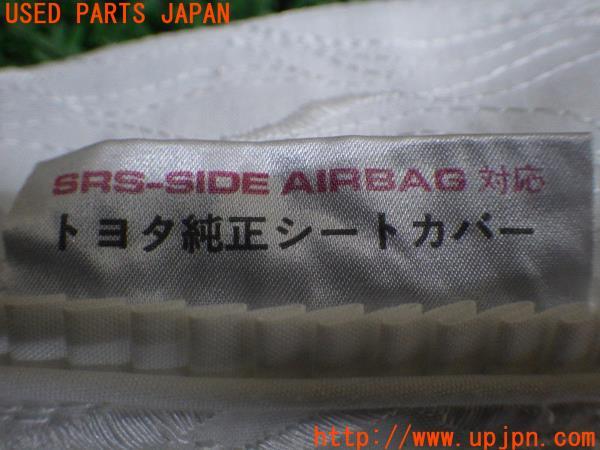 USED PARTS JAPAN
SRS-SIDE AIRBAG 対応
トヨタ純正シートカバー
http://www.upjpn.com